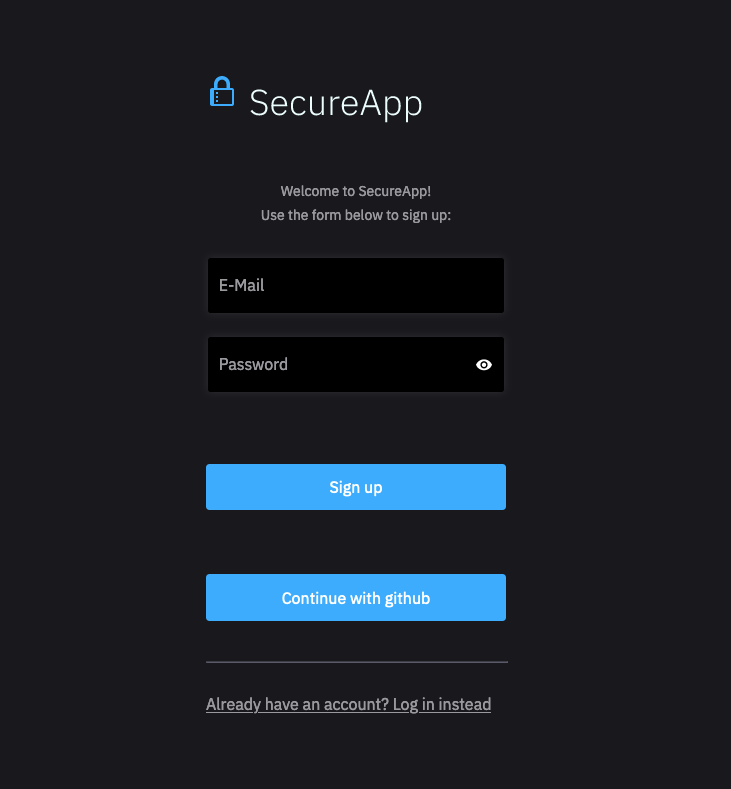 SecureApp
Welcome to SecureApp!
Use the form below to sign up:
E-Mail
Password
Sign up
Continue with github
Already have an account? Log in instead